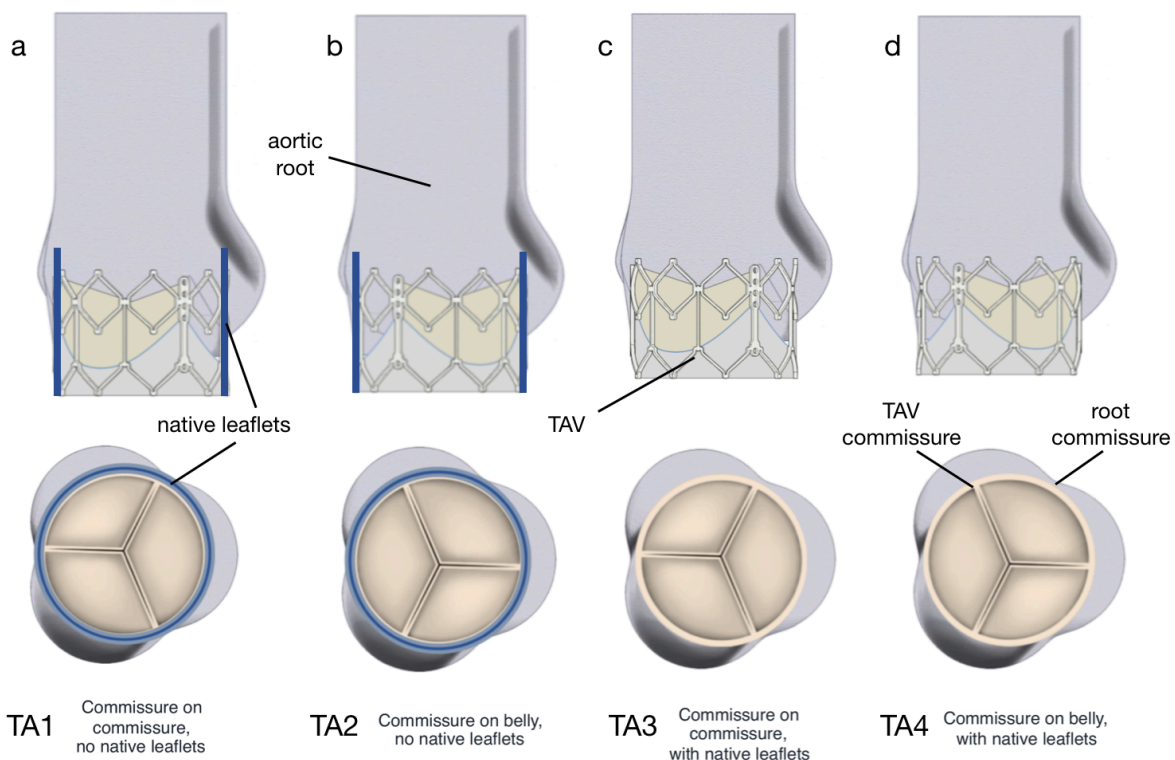 a
b
c
d
aortic
root
native leaflets
TAV
TAV
commissure
root
commissure
TA1
Commissure on
commissure,
no native leaflets
TA2
Commissure on belly,
no native leaflets
TA3
Commissure on
commissure,
with native leaflets
TA4
Commissure on belly,
with native leaflets